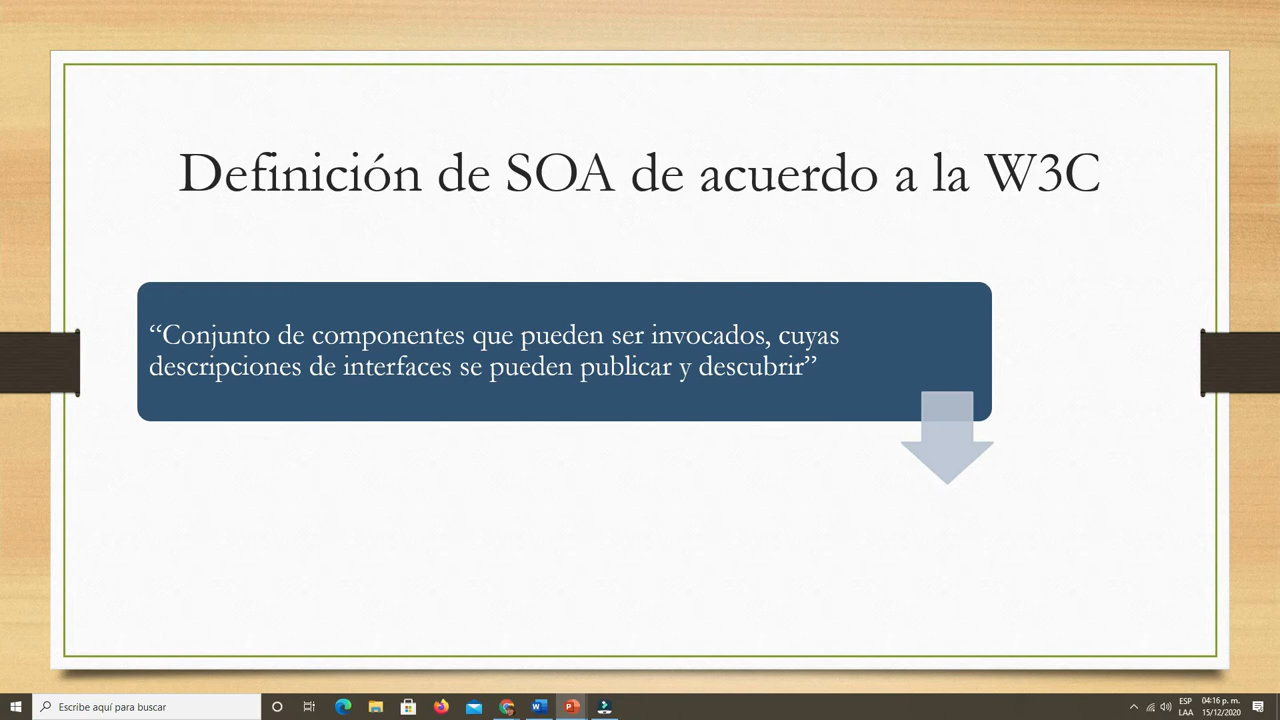 Definición de SOA de acuerdo a la W3C
“Conjunto de componentes que pueden ser invocados, cuyas
descripciones de interfaces se pueden publicar y descubrir”
Escribe aquí para buscar
ESP
LAA
04:16 p. m.
15/12/2020